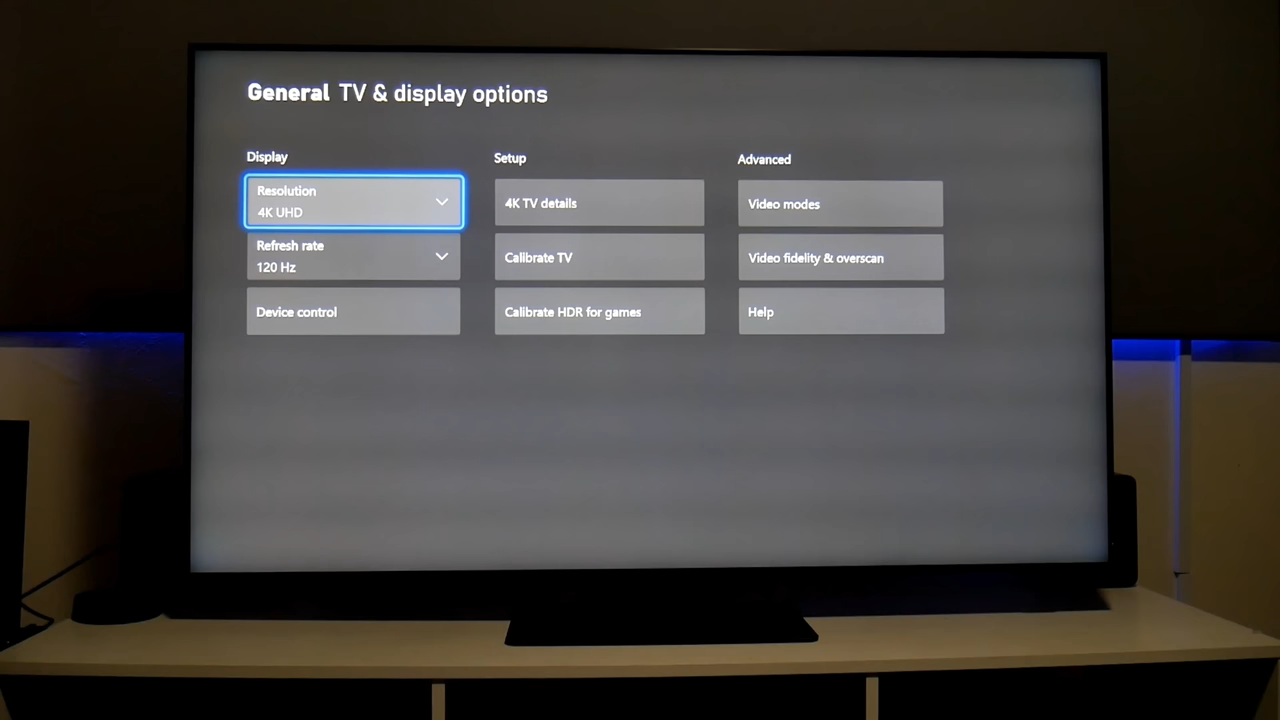 General TV & display options
Display
Resolution
4K UHD
Refresh rate
120 Hz
Device control
Setup
4K TV details
Calibrate TV
Calibrate HDR for games
Advanced
Video modes
Video fidelity & overscan
Help